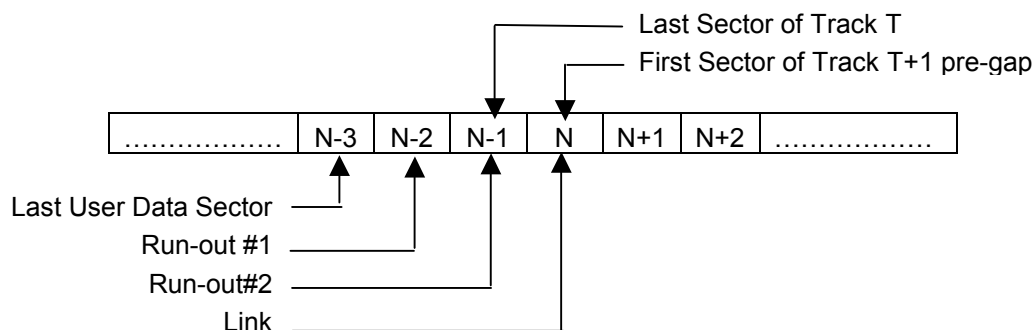 Last Sector of Track T
First Sector of Track T+1 pre-gap
.................. N-3 N-2 N-1 N N+1 N+2 ..................
Last User Data Sector
Run-out #1
Run-out#2
Link